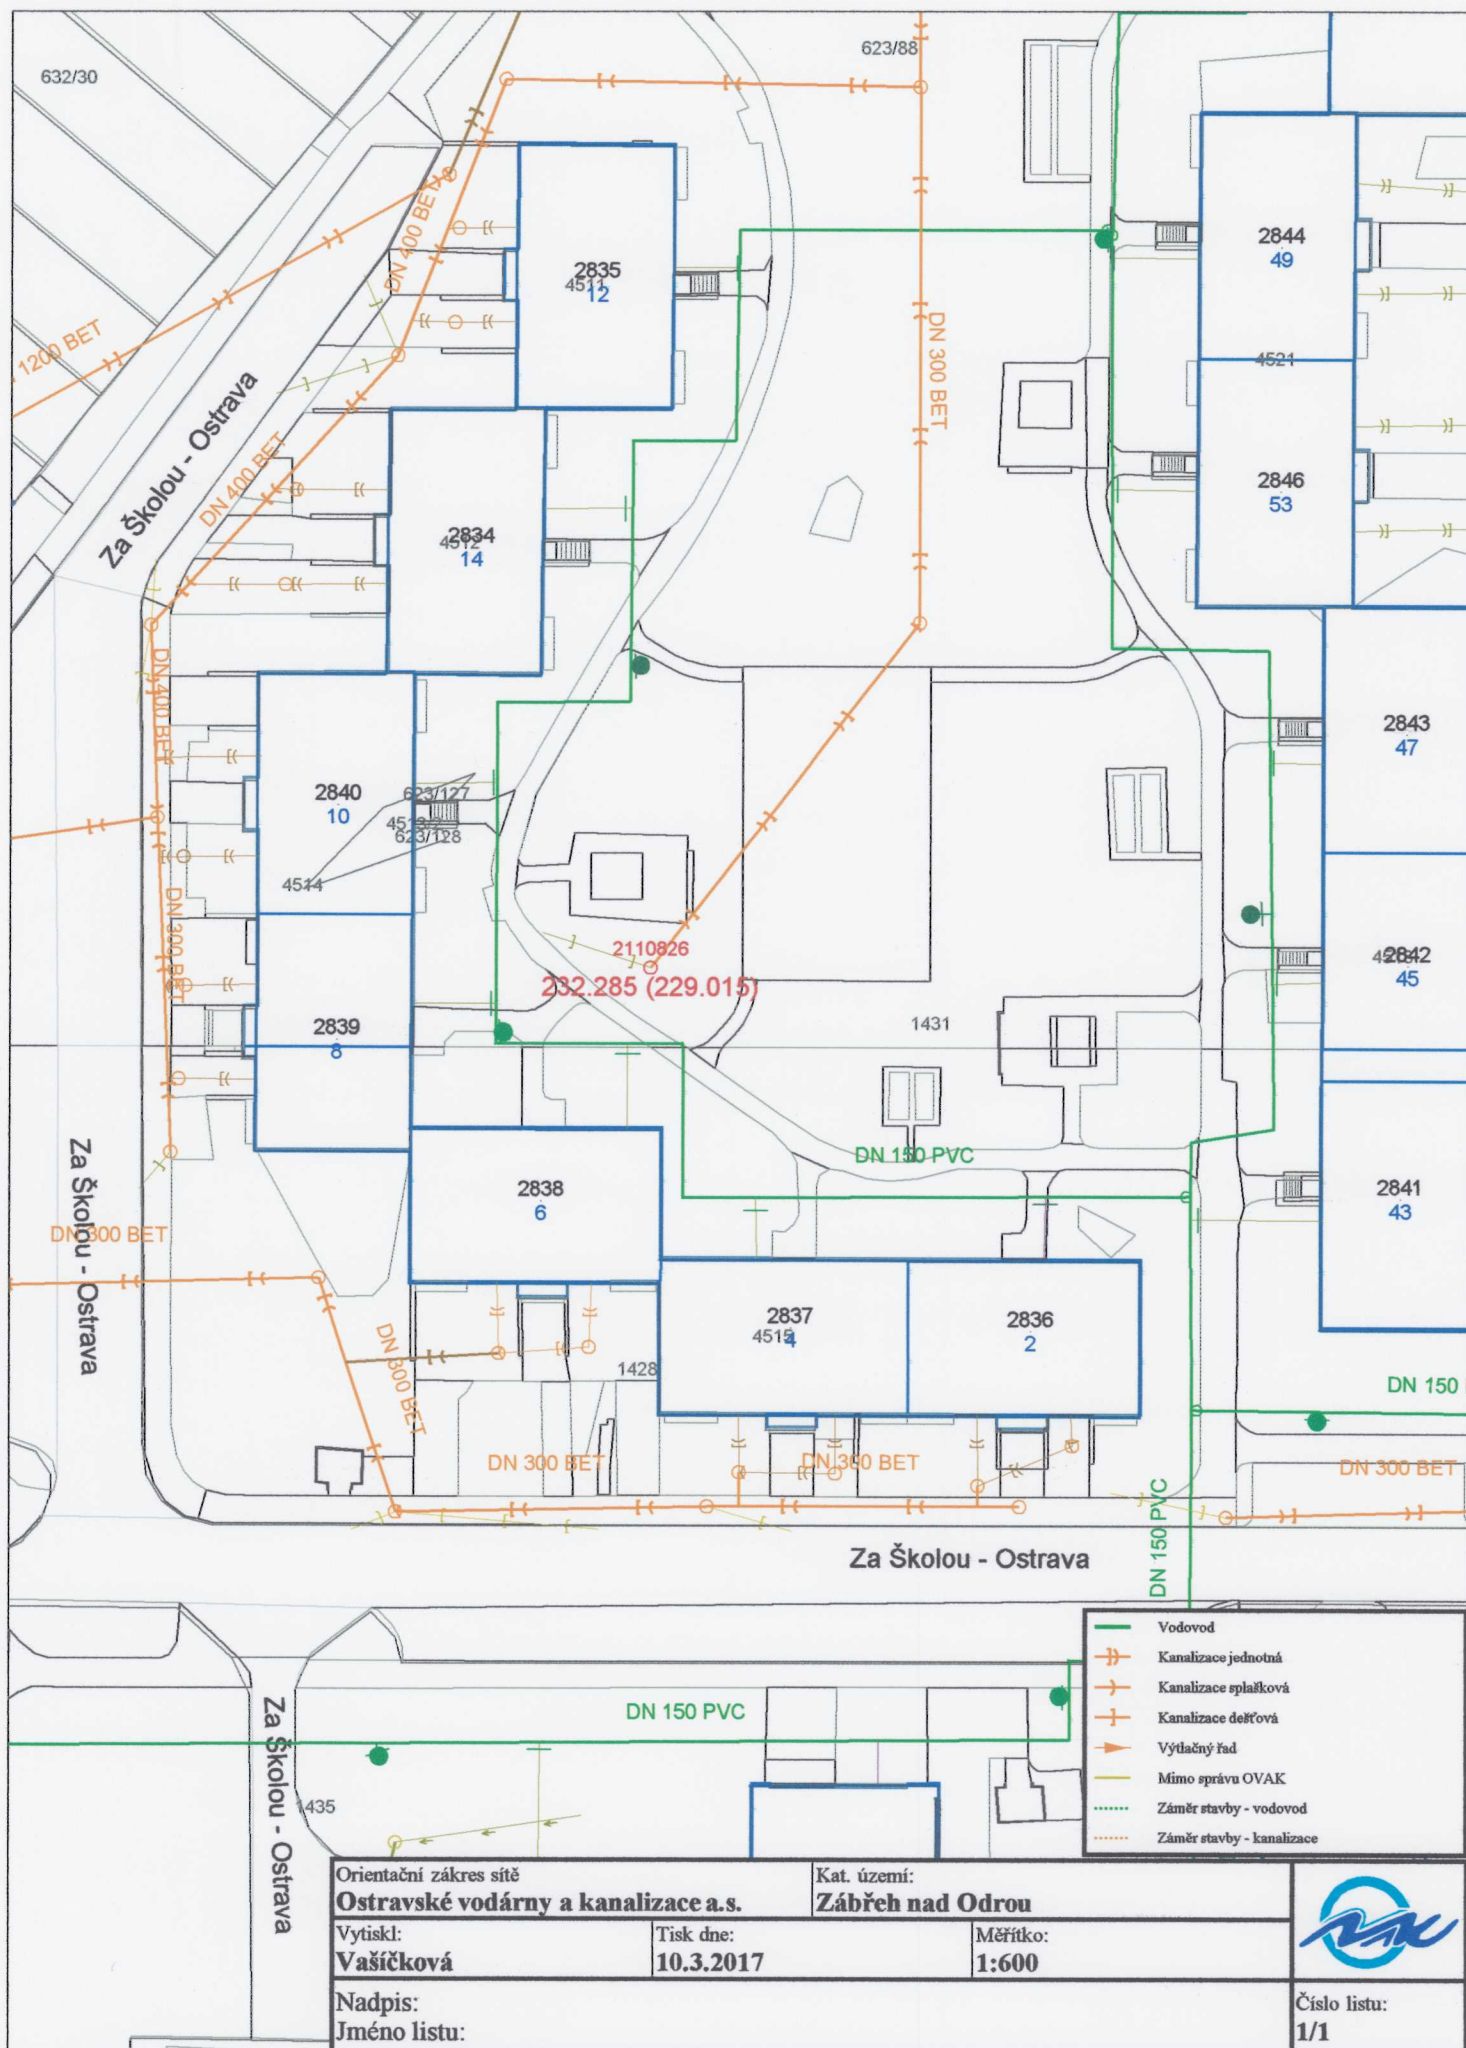 632/30
623/88
DN 400 BET
2835
4511
12
2844
49
1200 BET
DN 300 BET
4521
Za Školou - Ostrava
DN 400 BET
2846
53
2834
4512
14
DN 400 BET
2843
47
2840
10
623/127
623/128
4514
DN 300 BET
2110826
232.285 (229.015)
2842
45
1431
2839
8
Za Školou - Ostrava
DN 150 PVC
2838
6
2841
43
DN 300 BET
2837
4515
4
2836
2
DN 300 BET
1428
DN 150
DN 300 BET
DN 300 BET
DN 300 BET
DN 150 PVC
Za Školou - Ostrava
Vodovod
Kanalizace jednotná
Kanalizace splašková
Kanalizace dešťová
Výtlačný řad
Mimo správu OVAK
Záměr stavby - vodovod
Záměr stavby - kanalizace
DN 150 PVC
Za Školou - Ostrava
1435
Orientační zákres sítě
Ostravské vodárny a kanalizace a.s.
Kat. území:
Zábřeh nad Odrou
Vytiskl:
Vašíčková
Tisk dne:
10.3.2017
Měřítko:
1:600
Nadpis:
Jméno listu:
Číslo listu:
1/1